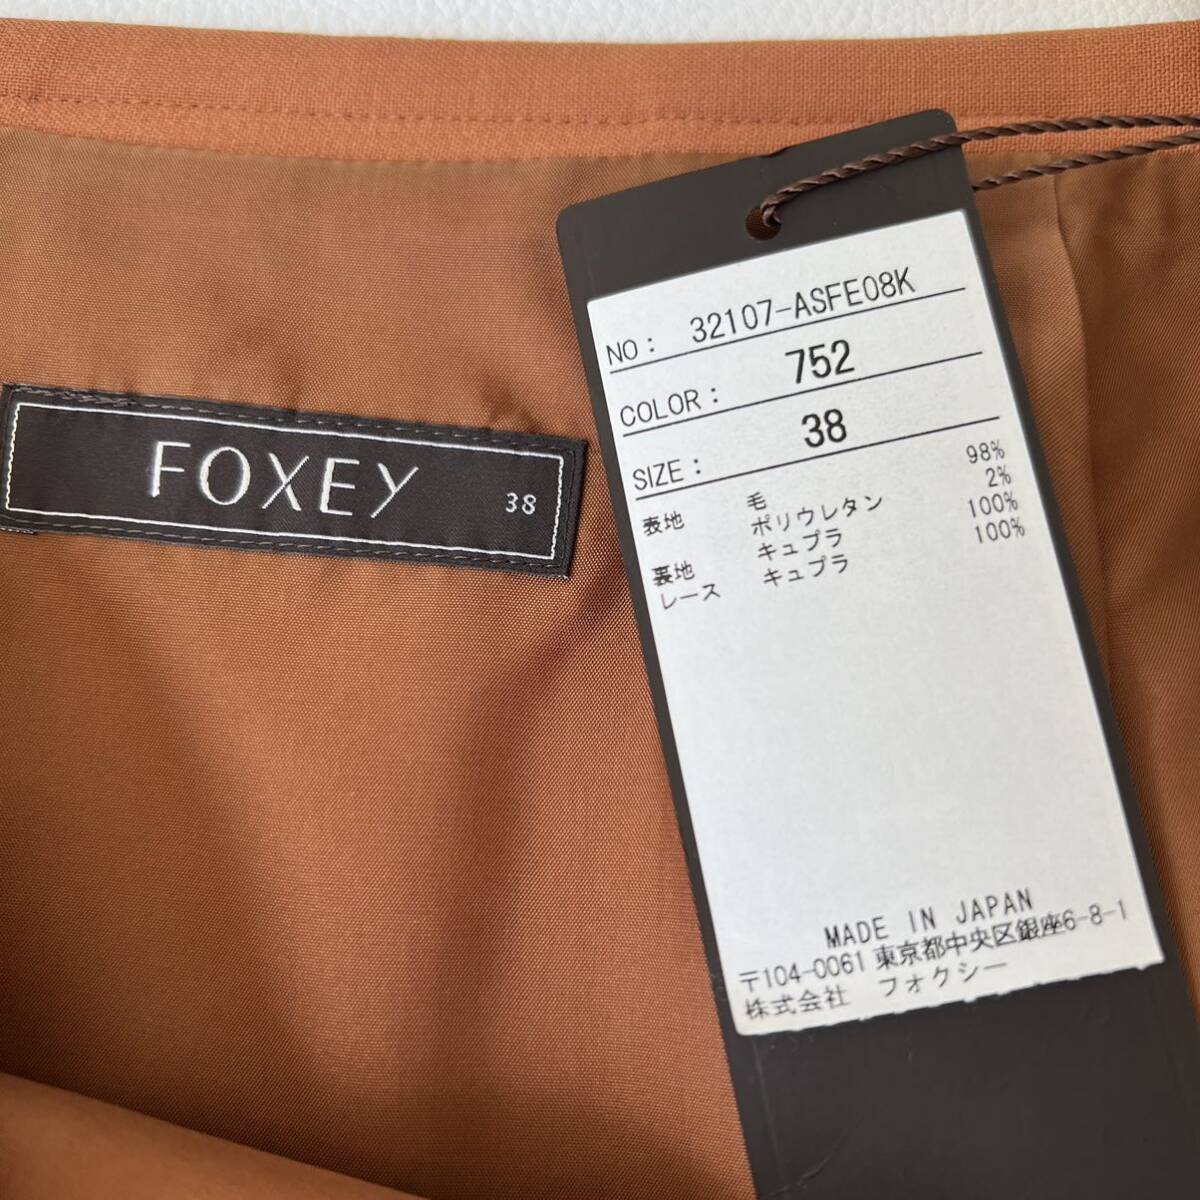 FOXEY 38
NO: 32107-ASFE08K
COLOR: 752
SIZE: 38
表地 毛 98%
ポリウレタン 2%
裏地 キュプラ 100%
レース キュプラ 100%
MADE IN JAPAN
〒104-0061 東京都中央区銀座6-8-1
株式会社 フォクシー